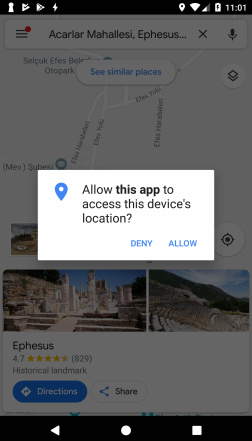 11:01
Acarlar Mahallesi, Ephesus...
Selçuk Efes Belediyesi
Otopark
See similar places
Efes Yolu
Efes Harabeleri
Efes Yolu
Efes Harabeleri
(Mev ) Şubesi
Allow this app to
access this device's
location?
DENY
ALLOW
Ephesus
4.7
(829)
Historical landmark
Directions
Share